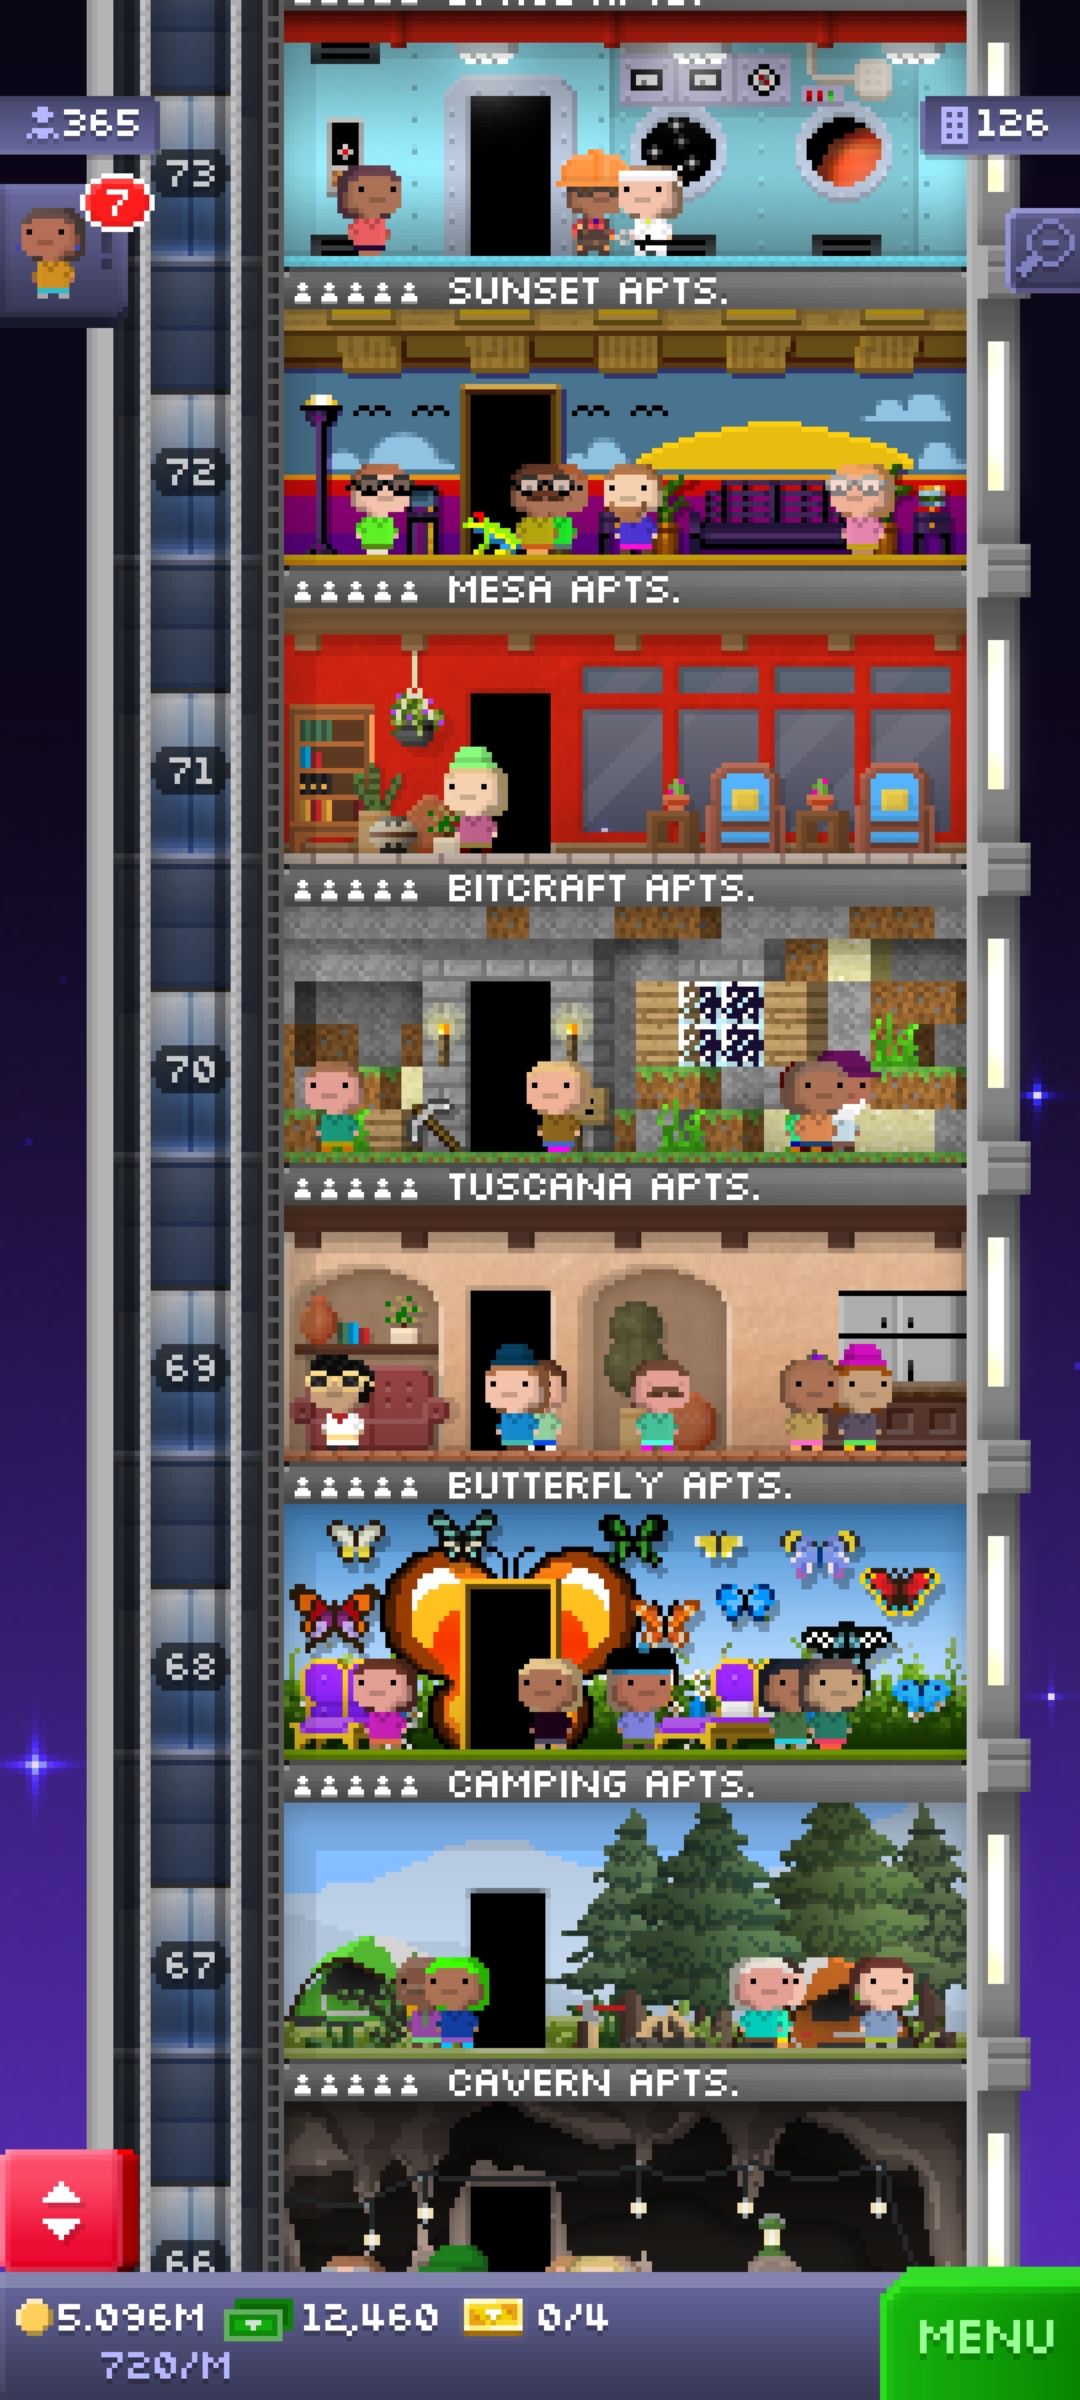 365
126
7
73
SUNSET APTS.
72
MESA APTS.
71
BITCRAFT APTS.
70
TUSCANA APTS.
69
BUTTERFLY APTS.
68
CAMPING APTS.
67
CAVERN APTS.
66
5.096M 12,460 0/4
720/M
MENU